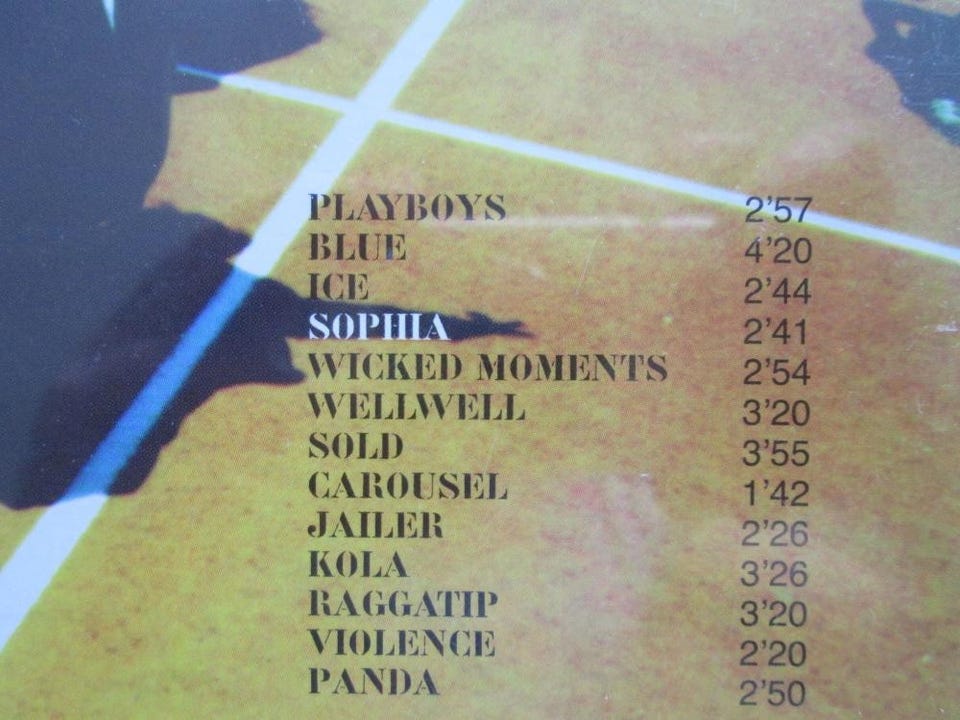 PLAYBOYS 2'57
BLUE 4'20
ICE 2'44
SOPHIA 2'41
WICKED MOMENTS 2'54
WELLWELL 3'20
SOLD 3'55
CAROUSEL 1'42
JAILER 2'26
KOLA 3'26
RAGGATIP 3'20
VIOLENCE 2'20
PANDA 2'50